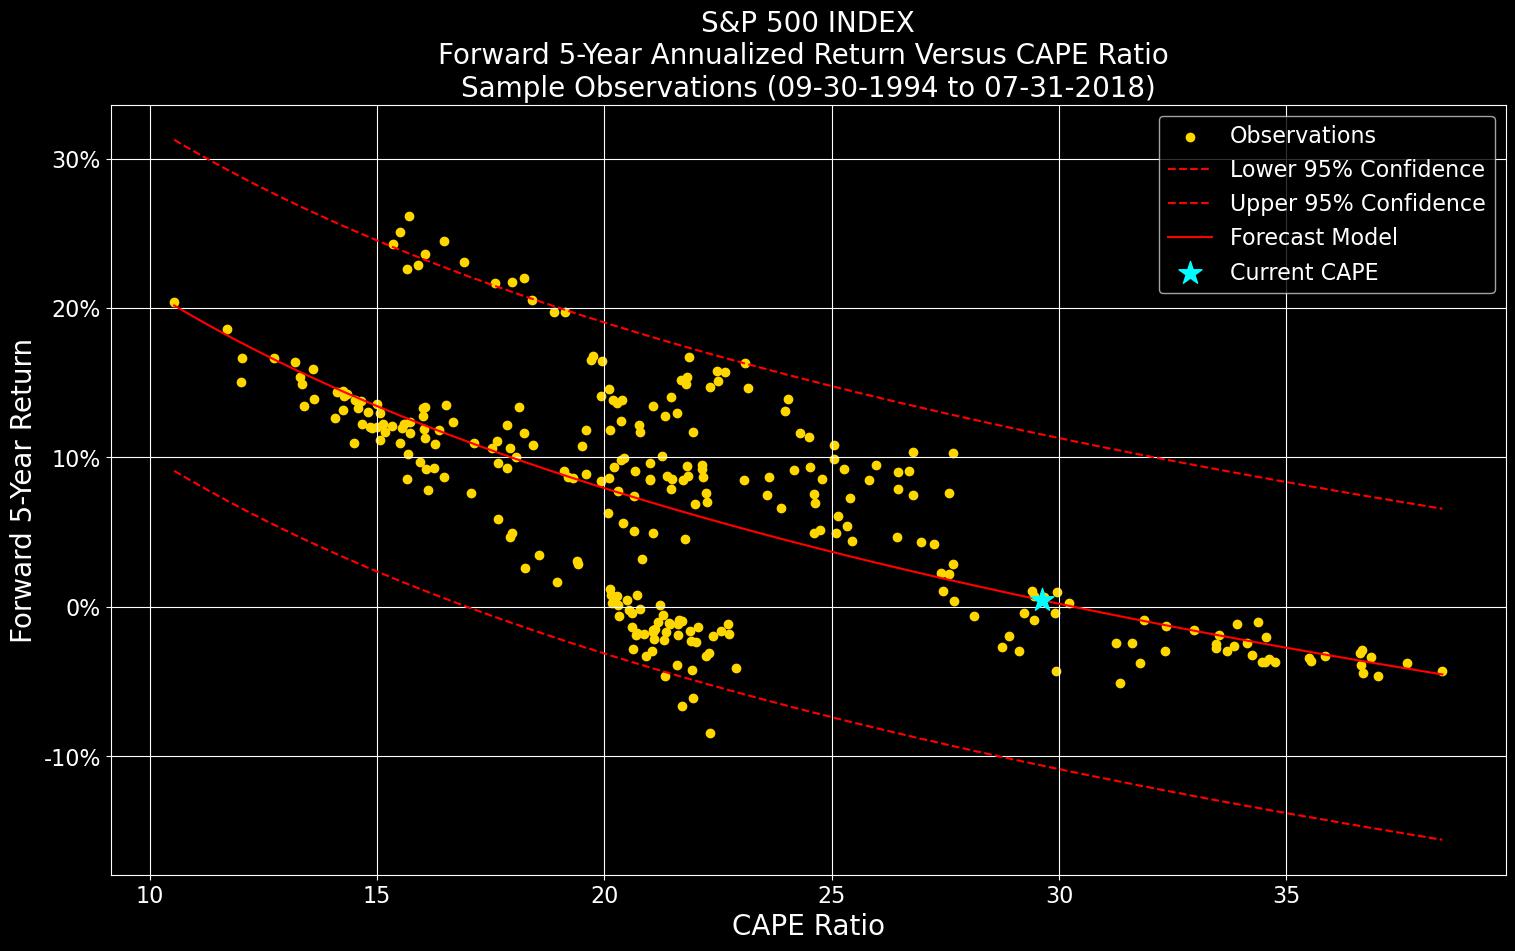 S&P 500 INDEX
Forward 5-Year Annualized Return Versus CAPE Ratio
Sample Observations (09-30-1994 to 07-31-2018)
Observations
Lower 95% Confidence
Upper 95% Confidence
Forecast Model
Current CAPE
Forward 5-Year Return
30%
20%
10%
0%
-10%
10 15 20 25 30 35
CAPE Ratio